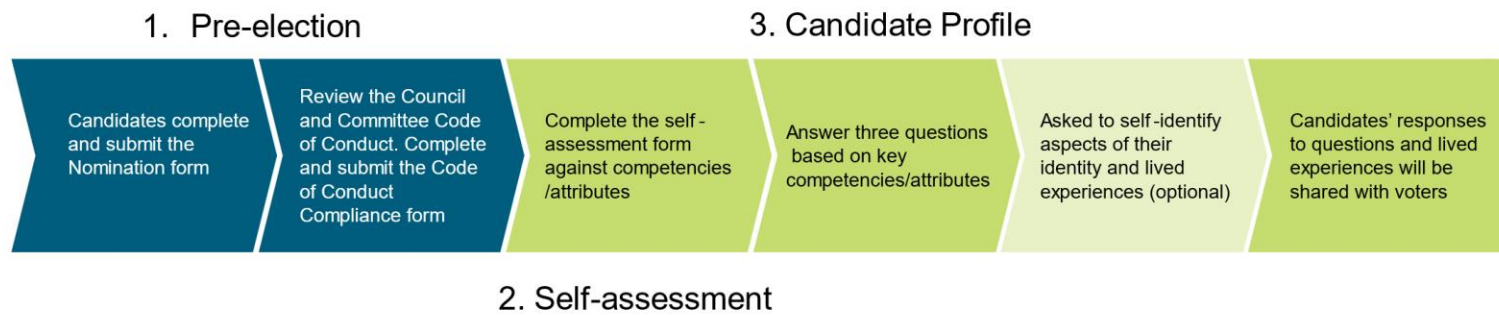 1. Pre-election
3. Candidate Profile
Candidates complete
and submit the
Nomination form
Review the Council
and Committee Code
of Conduct. Complete
and submit the Code
of Conduct
Compliance form
Complete the self -
assessment form
against competencies
/attributes
Answer three questions
based on key
competencies/attributes
Asked to self -identify
aspects of their
identity and lived
experiences (optional)
Candidates' responses
to questions and lived
experiences will be
shared with voters
2. Self-assessment